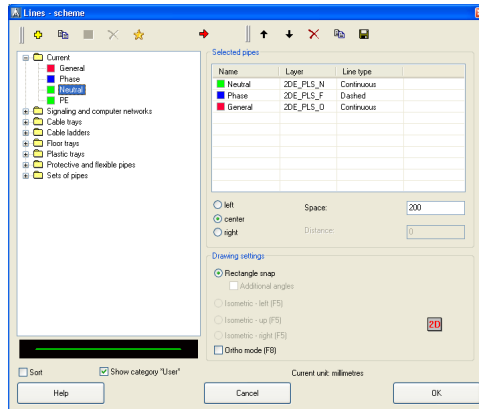 Lines - scheme
Current
General
Phase
Neutral
PE
Signaling and computer networks
Cable trays
Cable ladders
Floor trays
Plastic trays
Protective and flexible pipes
Sets of pipes
Sort
Show category "User"
Selected pipes
Name Layer Line type
Neutral 2DE_PLS_N Continuous
Phase 2DE_PLS_F Dashed
General 2DE_PLS_O Continuous
left
center
right
Space: 200
Distance: 0
Drawing settings
Rectangle snap
Additional angles
Isometric - left (F5)
Isometric - up (F5)
Isometric - right (F5)
Ortho mode (F8)
2D
Current unit: millimetres
Help
Cancel
OK